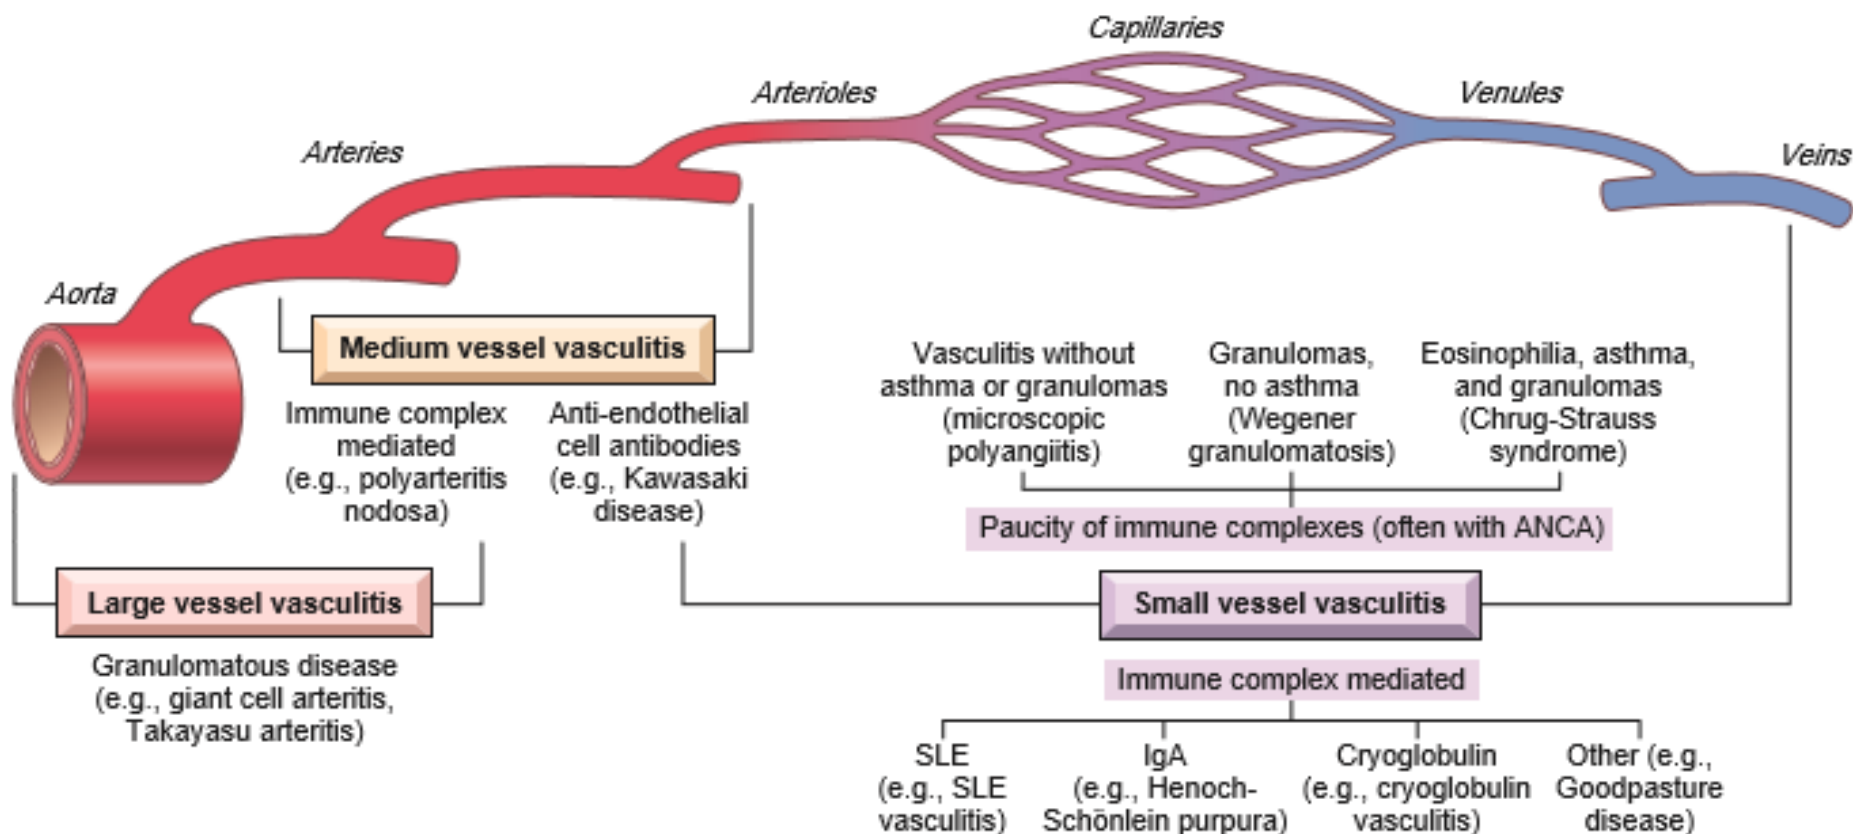 Capillaries
Arterioles
Venules
Arteries
Veins
Aorta
Medium vessel vasculitis
Immune complex
mediated
(e.g., polyarteritis
nodosa)
Anti-endothelial
cell antibodies
(e.g., Kawasaki
disease)
Vasculitis without
asthma or granulomas
(microscopic
polyangiitis)
Granulomas,
no asthma
(Wegener
granulomatosis)
Eosinophilia, asthma,
and granulomas
(Chrug-Strauss
syndrome)
Paucity of immune complexes (often with ANCA)
Large vessel vasculitis
Granulomatous disease
(e.g., giant cell arteritis,
Takayasu arteritis)
Small vessel vasculitis
Immune complex mediated
SLE
(e.g., SLE
vasculitis)
IgA
(e.g., Henoch-
Schönlein purpura)
Cryoglobulin
(e.g., cryoglobulin
vasculitis)
Other (e.g.,
Goodpasture
disease)